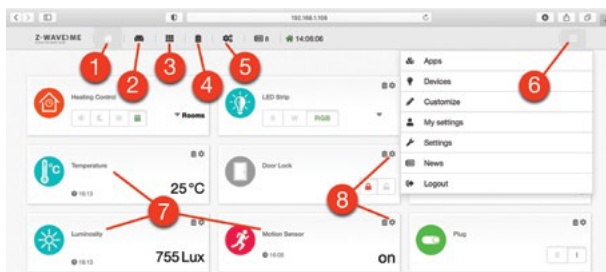 192.168.1.108
Z-WAVE>ME
6
14:06:06
1
2
3
4
5
6
Apps
Devices
Customize
My settings
Settings
News
Logout
Heating Control
Rooms
LED Strip
RGB
Temperature
16:13
25°C
Door Lock
7
8
Luminosity
16:13
755 Lux
Motion Sensor
16:05
on
Plug